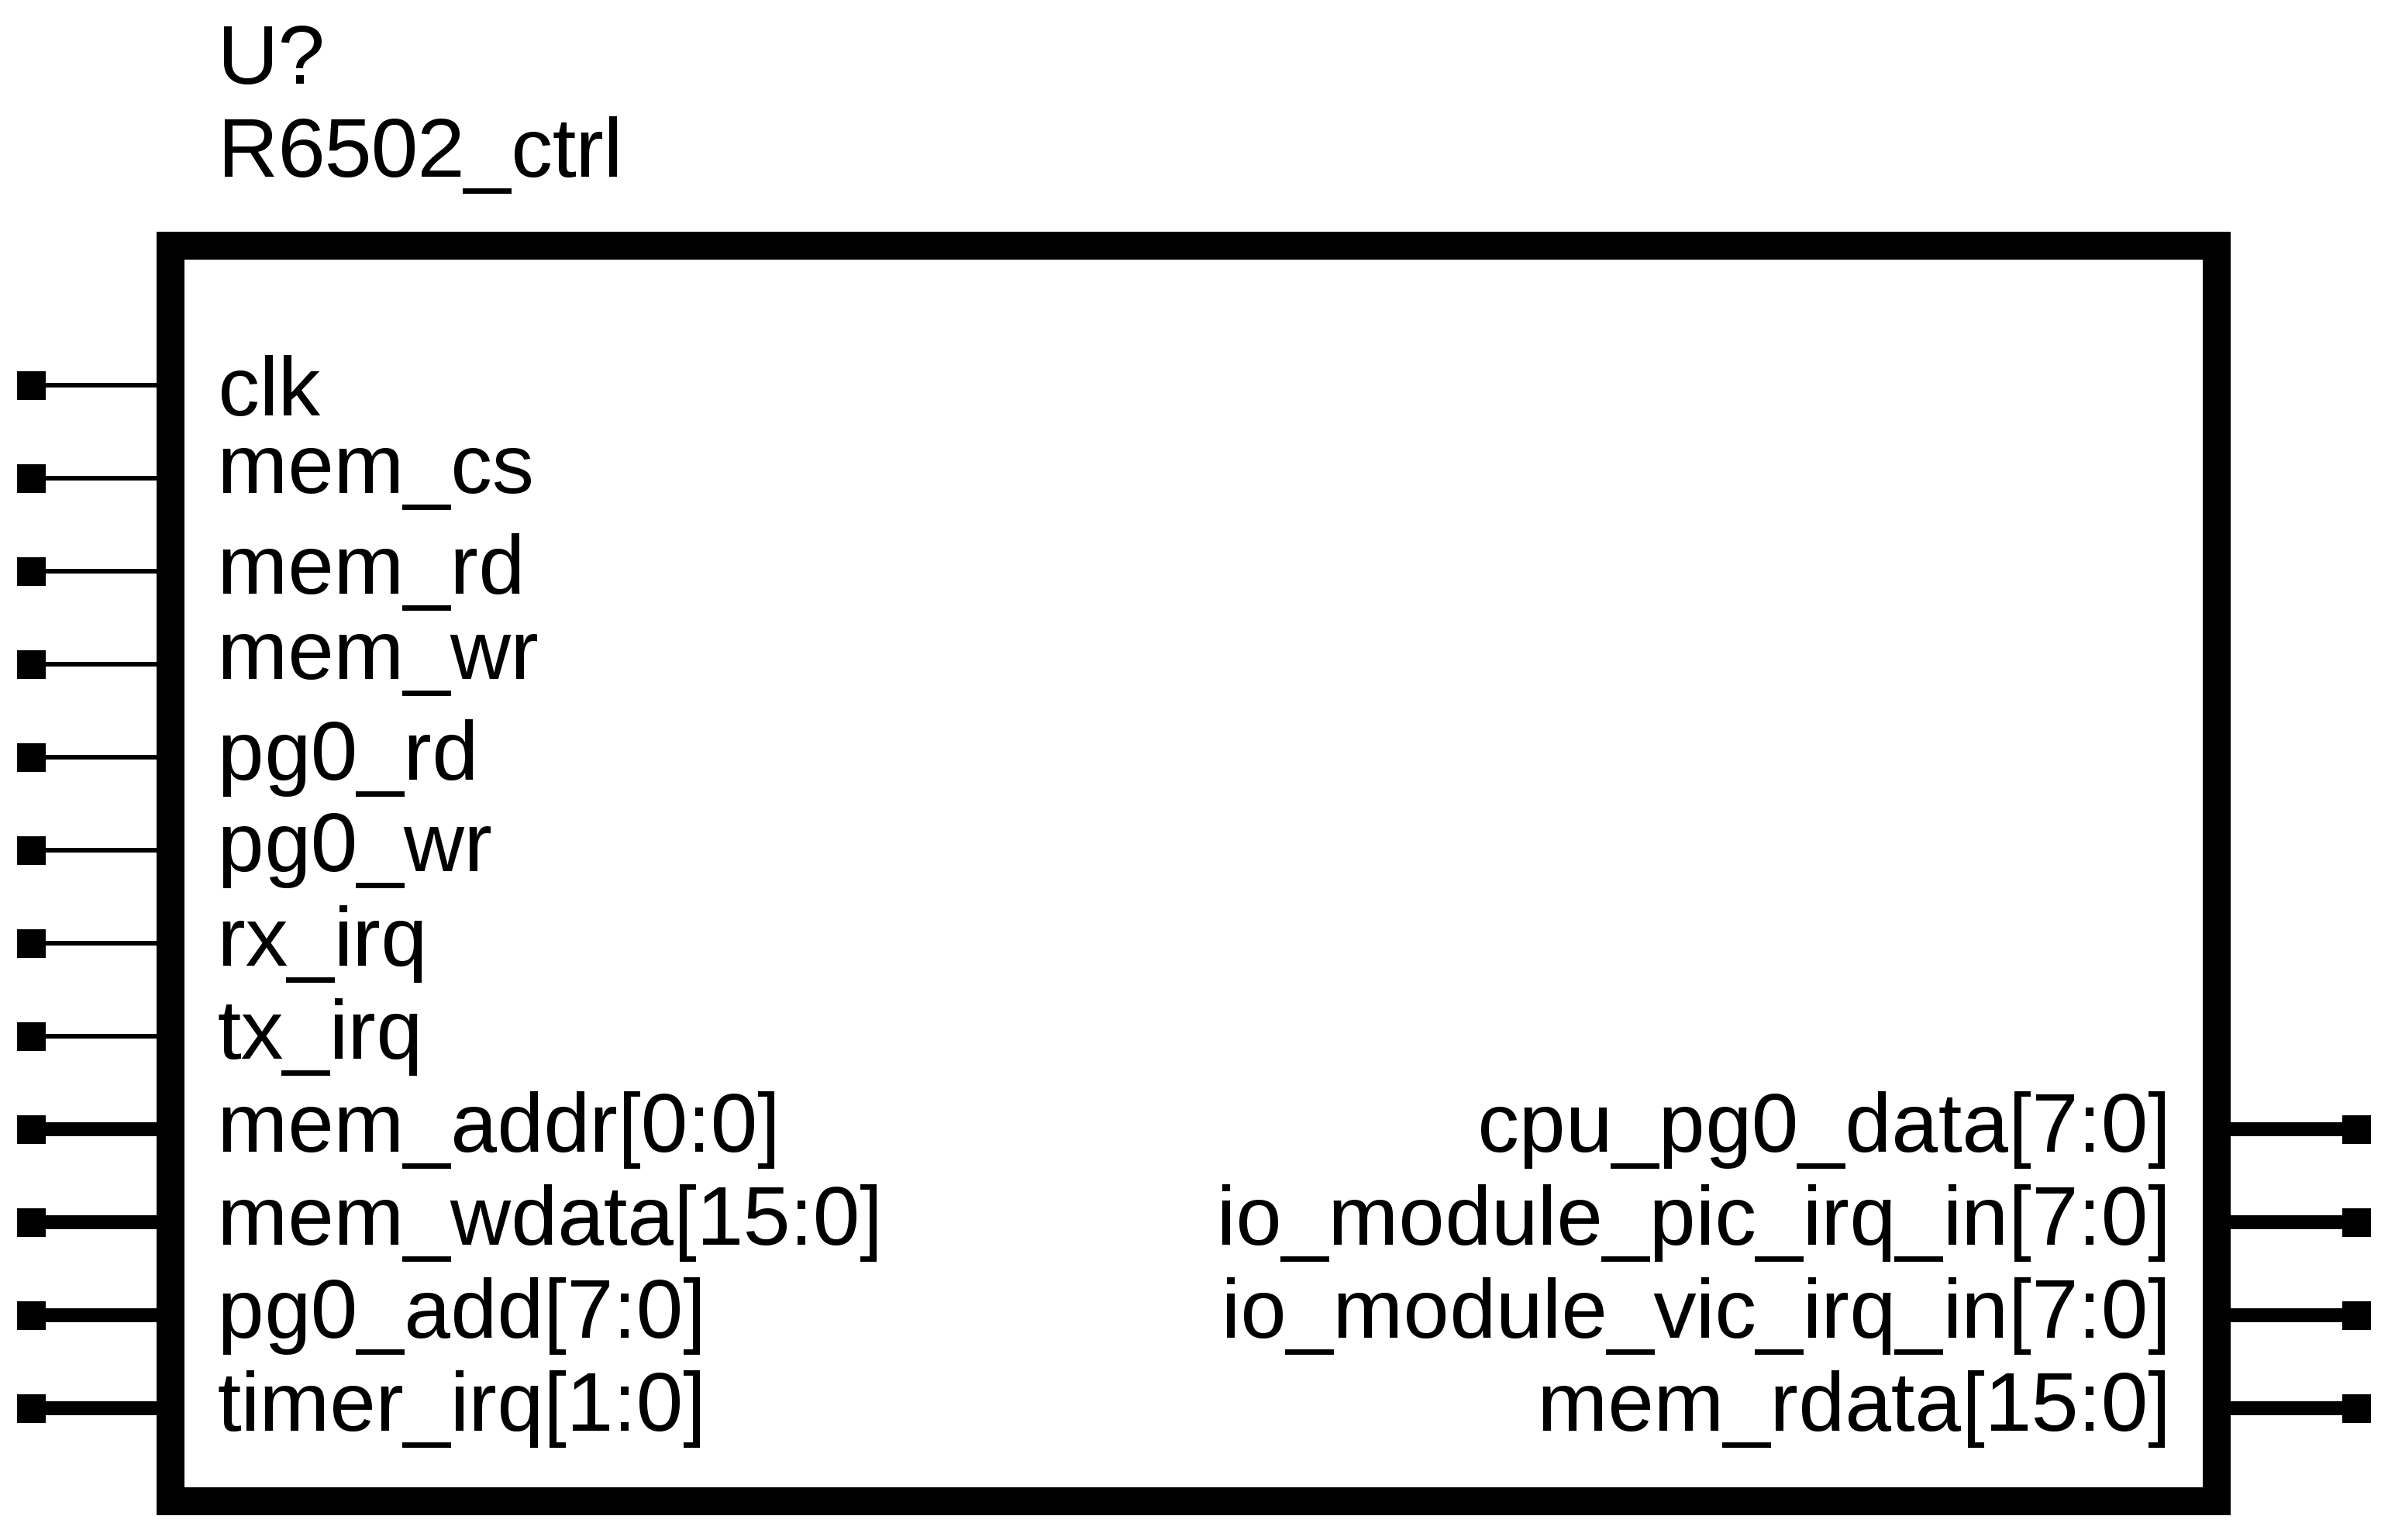 U?
R6502_ctrl
clk
mem_cs
mem_rd
mem_wr
pg0_rd
pg0_wr
rx_irq
tx_irq
mem_addr[0:0]
mem_wdata[15:0]
pg0_add[7:0]
timer_irq[1:0]
cpu_pg0_data[7:0]
io_module_pic_irq_in[7:0]
io_module_vic_irq_in[7:0]
mem_rdata[15:0]